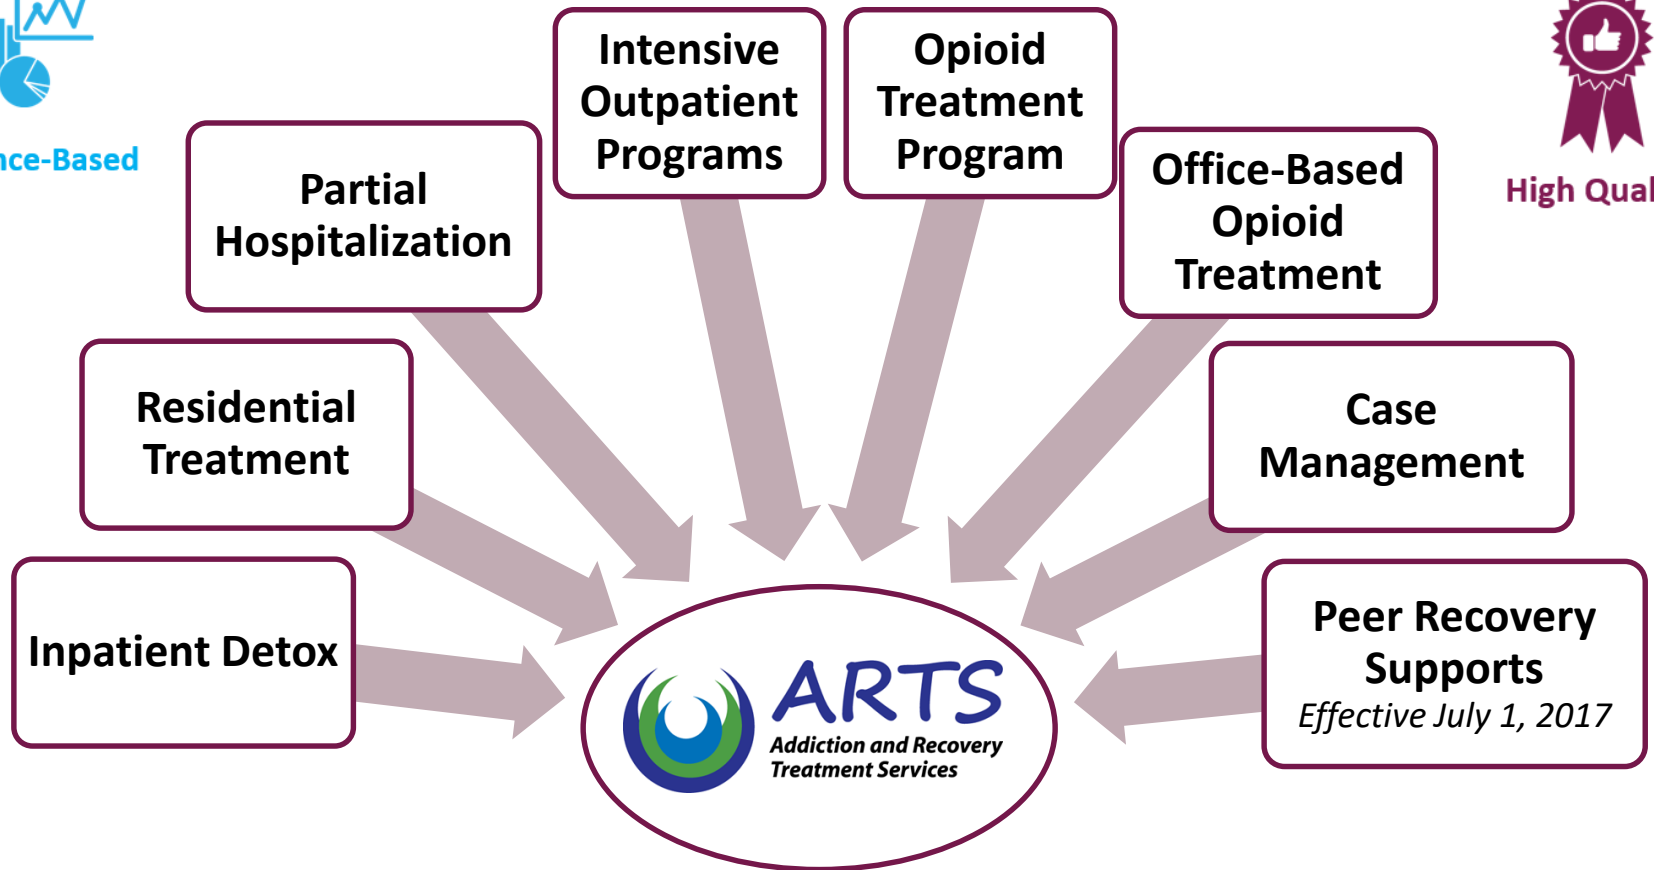 nce-Based
High Qual
Intensive
Outpatient
Programs
Opioid
Treatment
Program
Partial
Hospitalization
Office-Based
Opioid
Treatment
Residential
Treatment
Case
Management
Inpatient Detox
Peer Recovery
Supports
Effective July 1, 2017
ARTS
Addiction and Recovery
Treatment Services